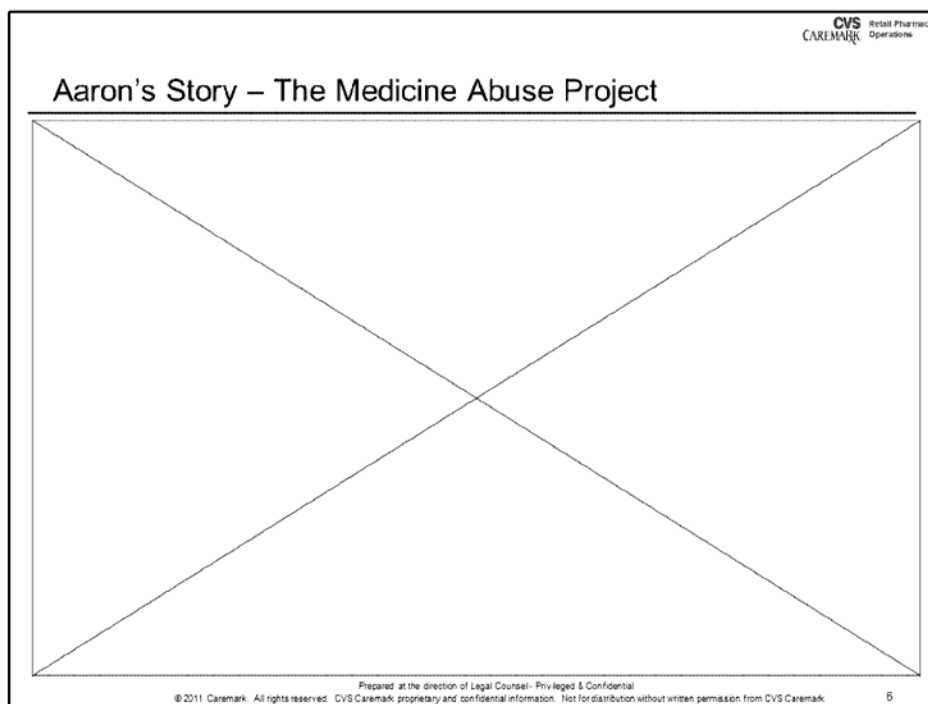 CVS
CAREMARK
Retail Pharmac
Operations
Aaron's Story – The Medicine Abuse Project
Prepared at the direction of Legal Counsel - Privileged & Confidential
© 2011 Caremark. All rights reserved. CVS Caremark proprietary and confidential information. Not for distribution without written permission from CVS Caremark
6